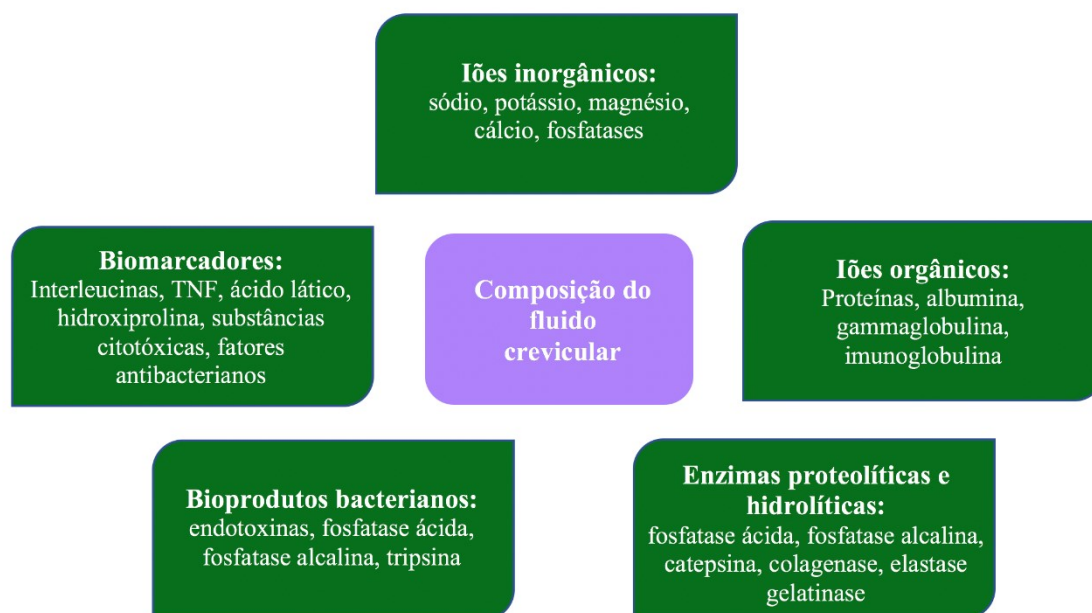 Iões inorgânicos:
sódio, potássio, magnésio,
cálcio, fosfatases
Biomarcadores:
Interleucinas, TNF, ácido lático,
hidroxiprolina, substâncias
citotóxicas, fatores
antibacterianos
Composição do
fluido
crevicular
Iões orgânicos:
Proteínas, albumina,
gammaglobulina,
imunoglobulina
Bioprodutos bacterianos:
endotoxinas, fosfatase ácida,
fosfatase alcalina, tripsina
Enzimas proteolíticas e
hidrolíticas:
fosfatase ácida, fosfatase alcalina,
catepsina, colagenase, elastase
gelatinase